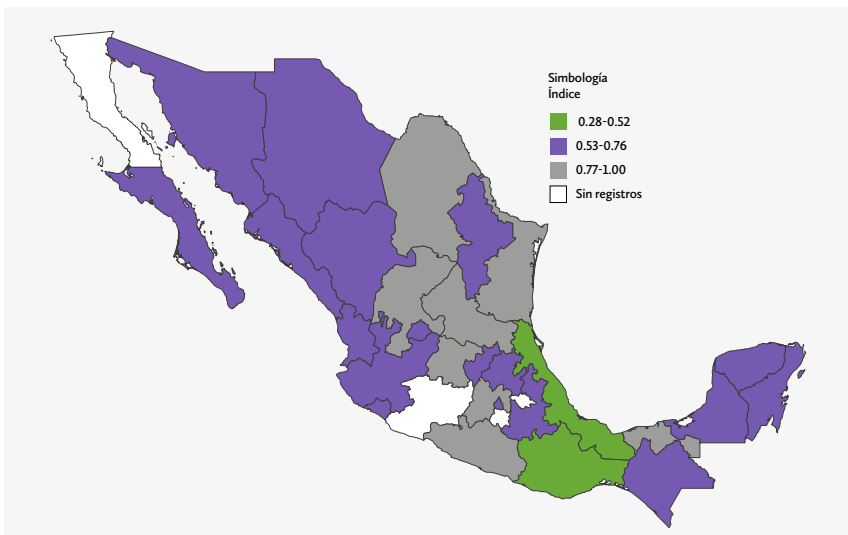 Simbología
Índice
0.28-0.52
0.53-0.76
0.77-1.00
Sin registros